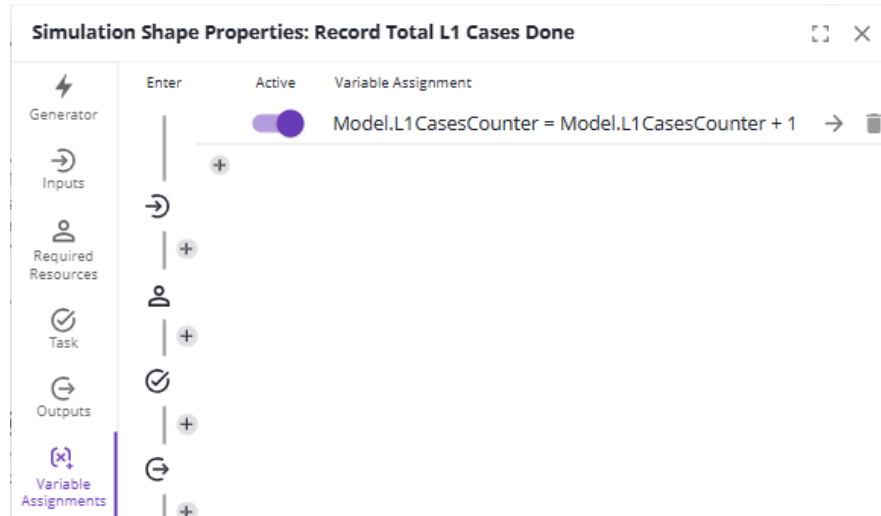 Simulation Shape Properties: Record Total L1 Cases Done
Enter
Active
Variable Assignment
Generator
Model.L1CasesCounter = Model.L1CasesCounter + 1
Inputs
Required
Resources
Task
Outputs
Variable
Assignments